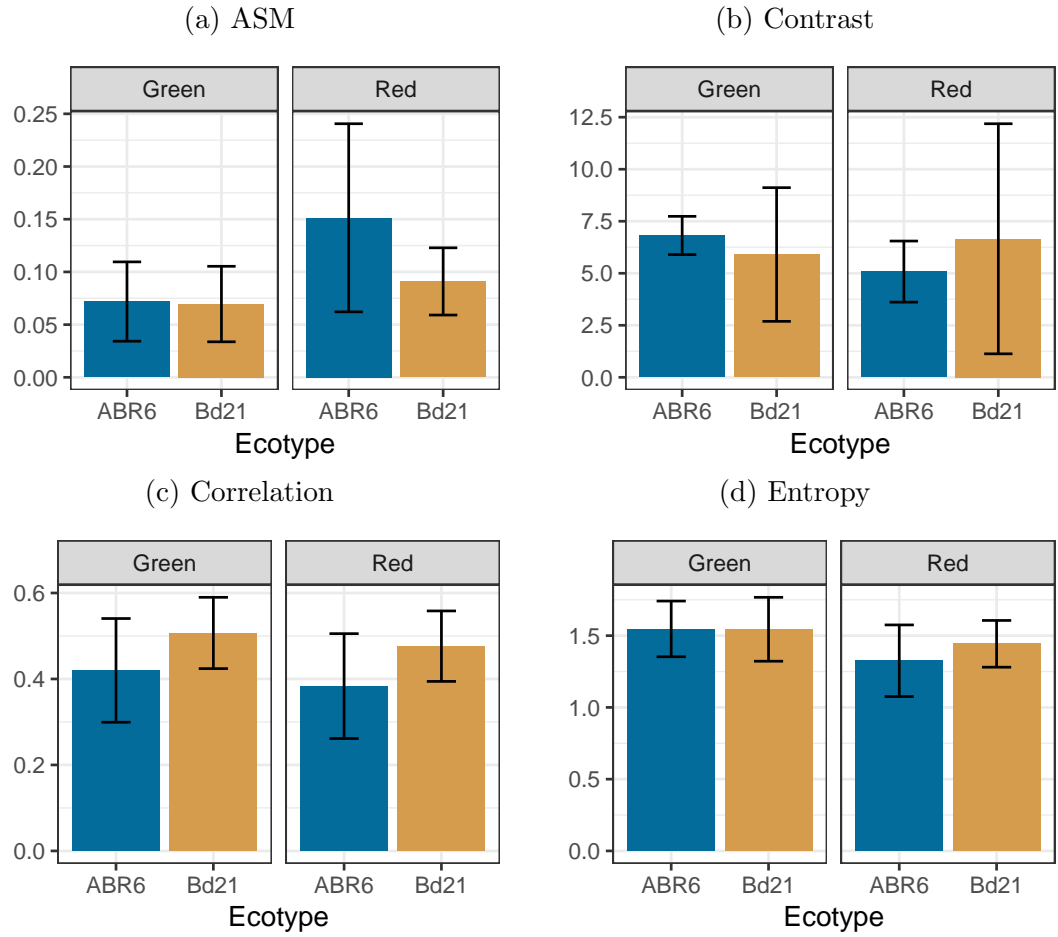 (a) ASM
Green Red
0.25
0.20
0.15
0.10
0.05
0.00
ABR6 Bd21 ABR6 Bd21
Ecotype
(b) Contrast
Green Red
12.5
10.0
7.5
5.0
2.5
0.0
ABR6 Bd21 ABR6 Bd21
Ecotype
(c) Correlation
Green Red
0.6
0.4
0.2
0.0
ABR6 Bd21 ABR6 Bd21
Ecotype
(d) Entropy
Green Red
1.5
1.0
0.5
0.0
ABR6 Bd21 ABR6 Bd21
Ecotype